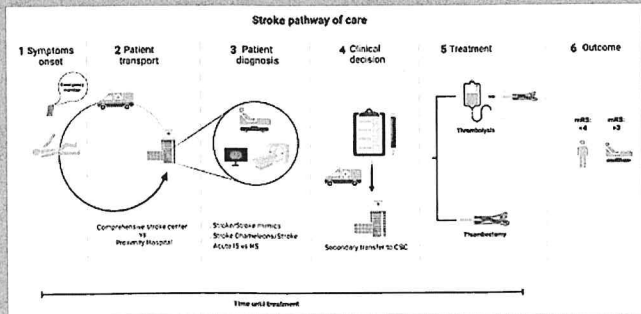 Stroke pathway of care
1 Symptoms
onset
2 Patient
transport
3 Patient
diagnosis
4 Clinical
decision
5 Treatment
6 Outcome
Emergency
number
Comprehensive stroke center
vs
Proximity Hospital
Stroke/Stroke mimics
Stroke Chameleons/Stroke
Acute IS vs HS
Secondary transfer to CSC
Thrombolysis
Thrombectomy
mRS:
<4
mRS:
>3
Time until treatment